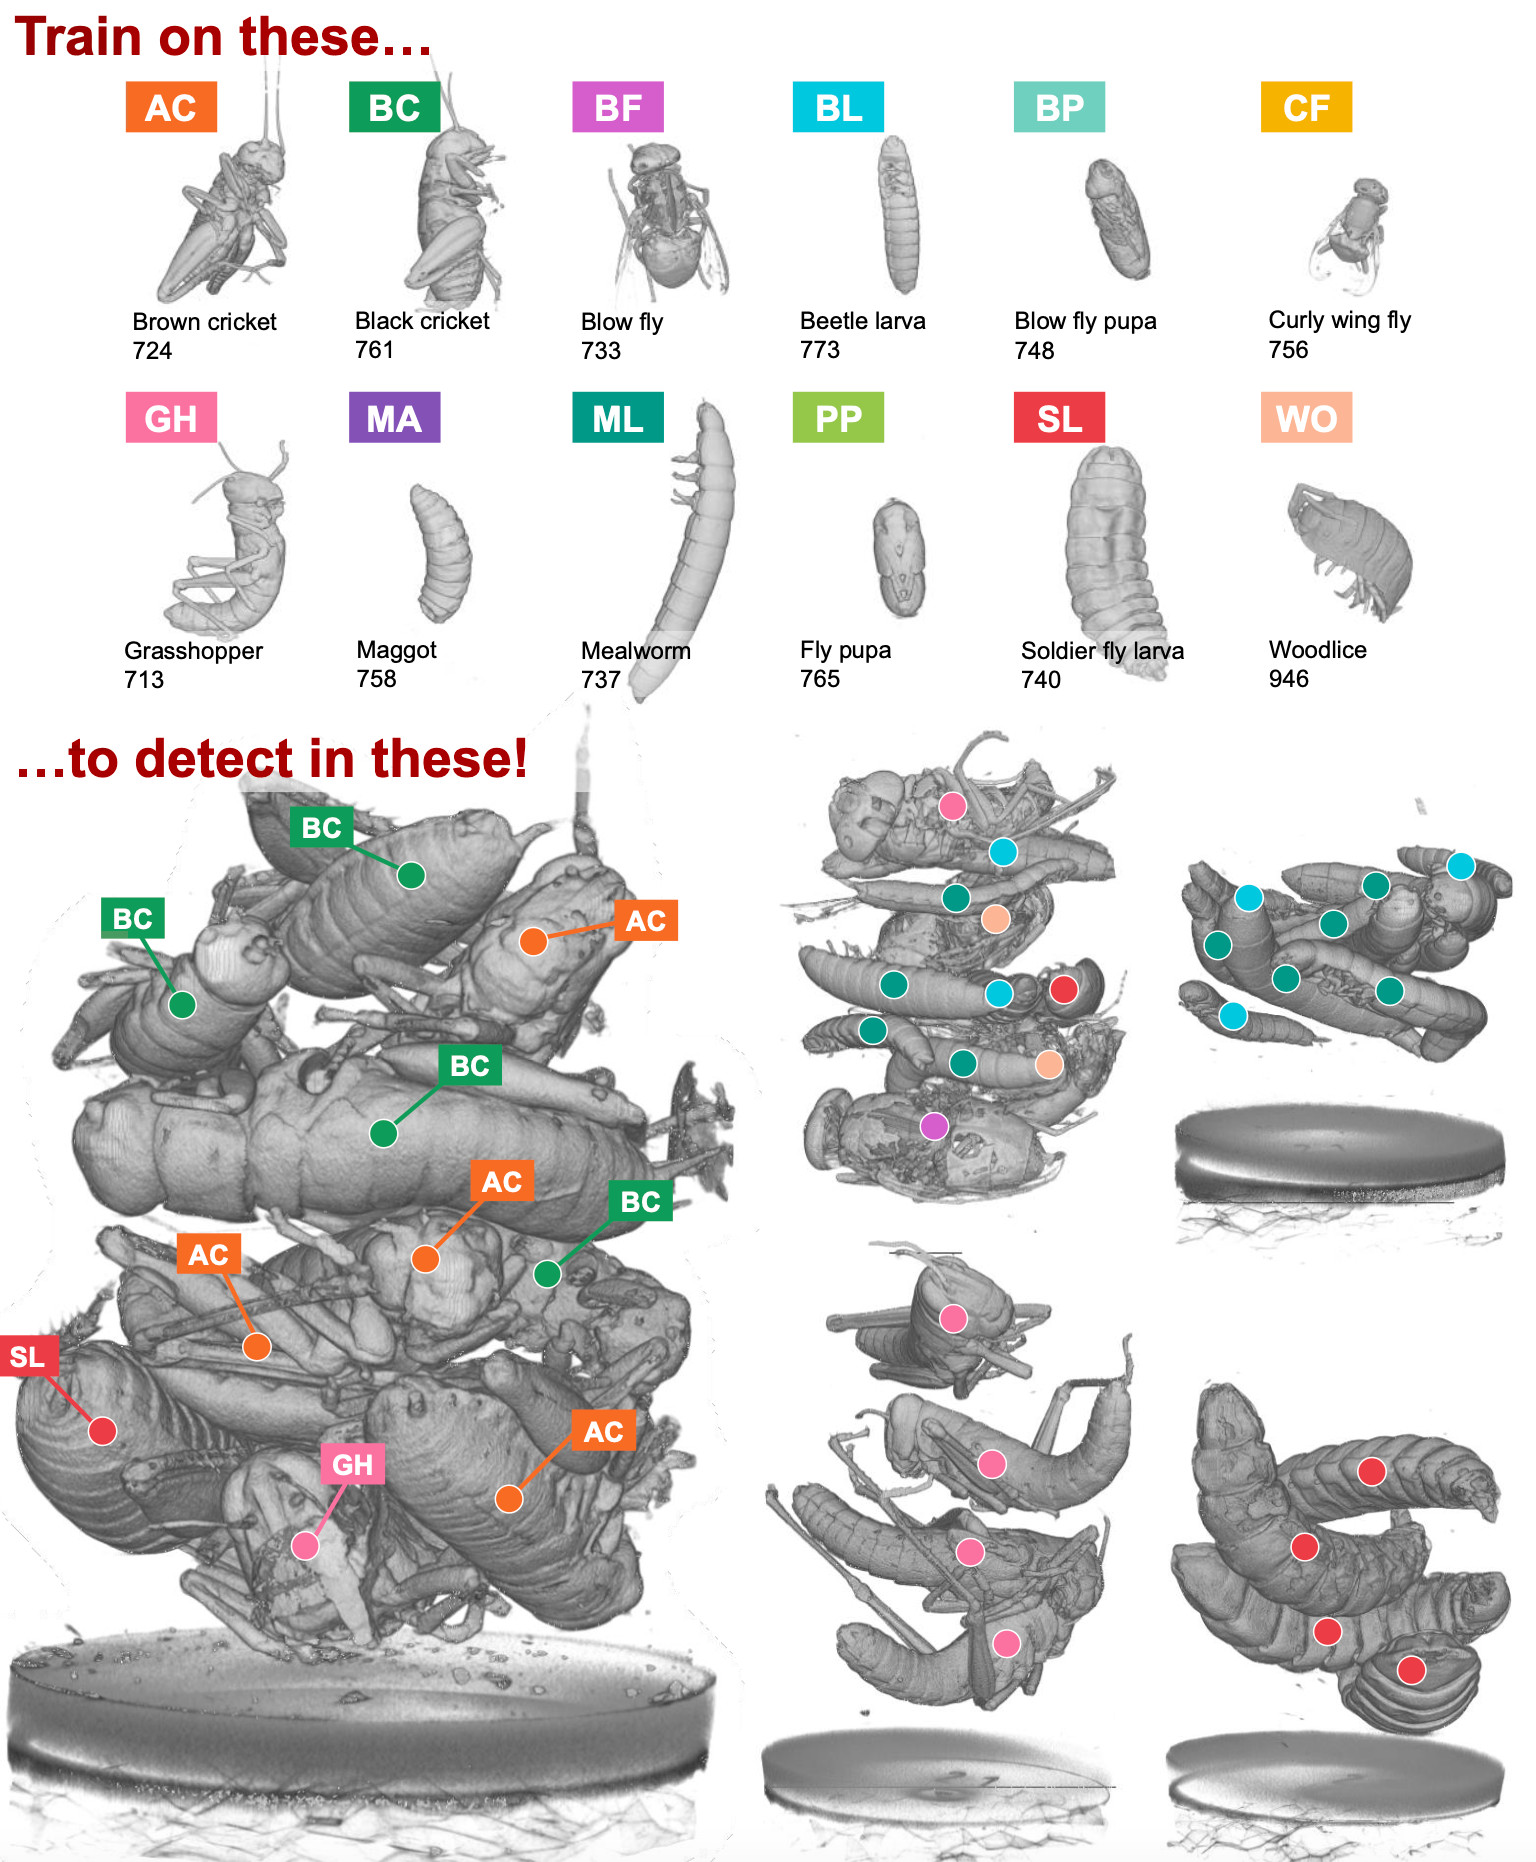 Train on these…
AC
BC
BF
BL
BP
CF
Brown cricket
724
Black cricket
761
Blow fly
733
Beetle larva
773
Blow fly pupa
748
Curly wing fly
756
GH
MA
ML
PP
SL
WO
Grasshopper
713
Maggot
758
Mealworm
737
Fly pupa
765
Soldier fly larva
740
Woodlice
946
…to detect in these!
BC
BC
AC
BC
AC
BC
AC
SL
AC
GH